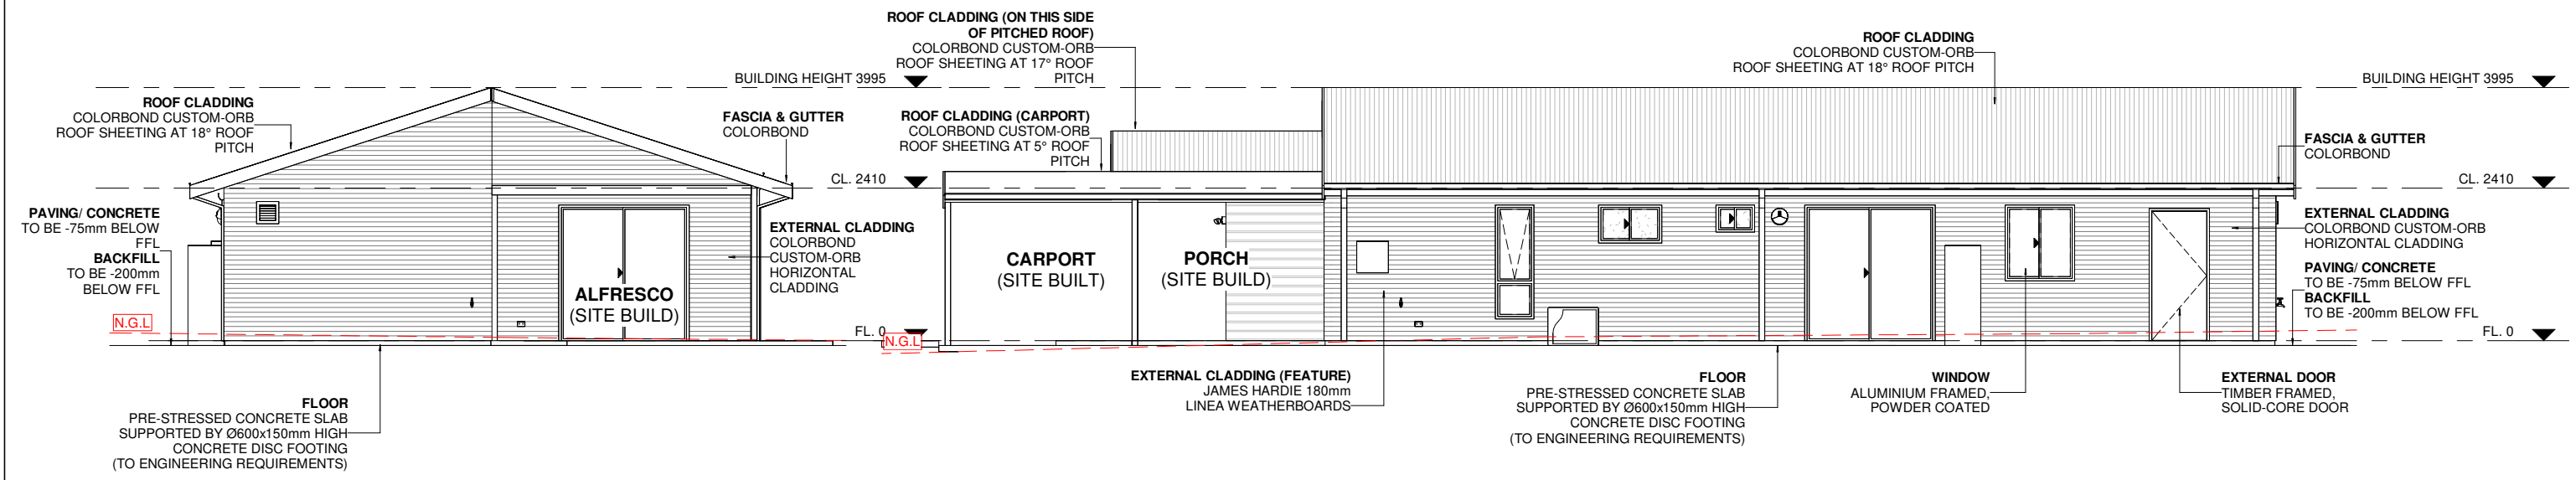 ROOF CLADDING
COLORBOND CUSTOM-ORB
ROOF SHEETING AT 18° ROOF
PITCH
PAVING/ CONCRETE
TO BE -75mm BELOW
FFL
BACKFILL
TO BE -200mm
BELOW FFL
N.G.L
FLOOR
PRE-STRESSED CONCRETE SLAB
SUPPORTED BY Ø600x150mm HIGH
CONCRETE DISC FOOTING
(TO ENGINEERING REQUIREMENTS)
ALFRESCO
(SITE BUILD)
BUILDING HEIGHT 3995
FASCIA & GUTTER
COLORBOND
CL. 2410
EXTERNAL CLADDING
COLORBOND
CUSTOM-ORB
HORIZONTAL
CLADDING
FL. 0
N.G.L
ROOF CLADDING (ON THIS SIDE
OF PITCHED ROOF)
COLORBOND CUSTOM-ORB
ROOF SHEETING AT 17° ROOF
PITCH
ROOF CLADDING (CARPORT)
COLORBOND CUSTOM-ORB
ROOF SHEETING AT 5° ROOF
PITCH
CARPORT
(SITE BUILT)
PORCH
(SITE BUILD)
EXTERNAL CLADDING (FEATURE)
JAMES HARDIE 180mm
LINEA WEATHERBOARDS
ROOF CLADDING
COLORBOND CUSTOM-ORB
ROOF SHEETING AT 18° ROOF PITCH
FLOOR
PRE-STRESSED CONCRETE SLAB
SUPPORTED BY Ø600x150mm HIGH
CONCRETE DISC FOOTING
(TO ENGINEERING REQUIREMENTS)
WINDOW
ALUMINIUM FRAMED,
POWDER COATED
EXTERNAL DOOR
TIMBER FRAMED,
SOLID-CORE DOOR
BUILDING HEIGHT 3995
FASCIA & GUTTER
COLORBOND
CL. 2410
EXTERNAL CLADDING
COLORBOND CUSTOM-ORB
HORIZONTAL CLADDING
PAVING/ CONCRETE
TO BE -75mm BELOW FFL
BACKFILL
TO BE -200mm BELOW FFL
FL. 0